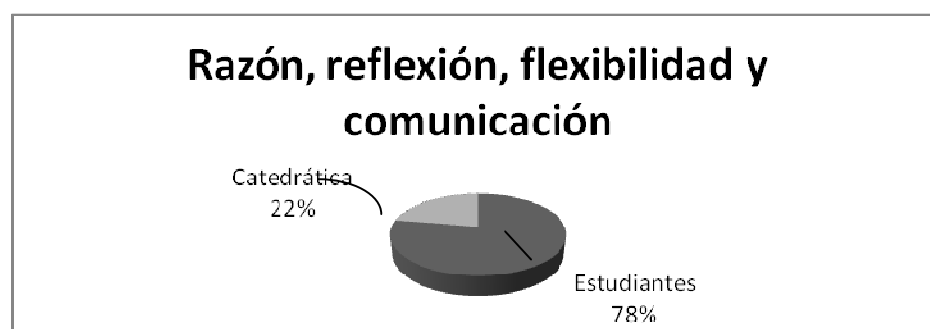 Razón, reflexión, flexibilidad y
comunicación
Catedrática
22%
Estudiantes
78%